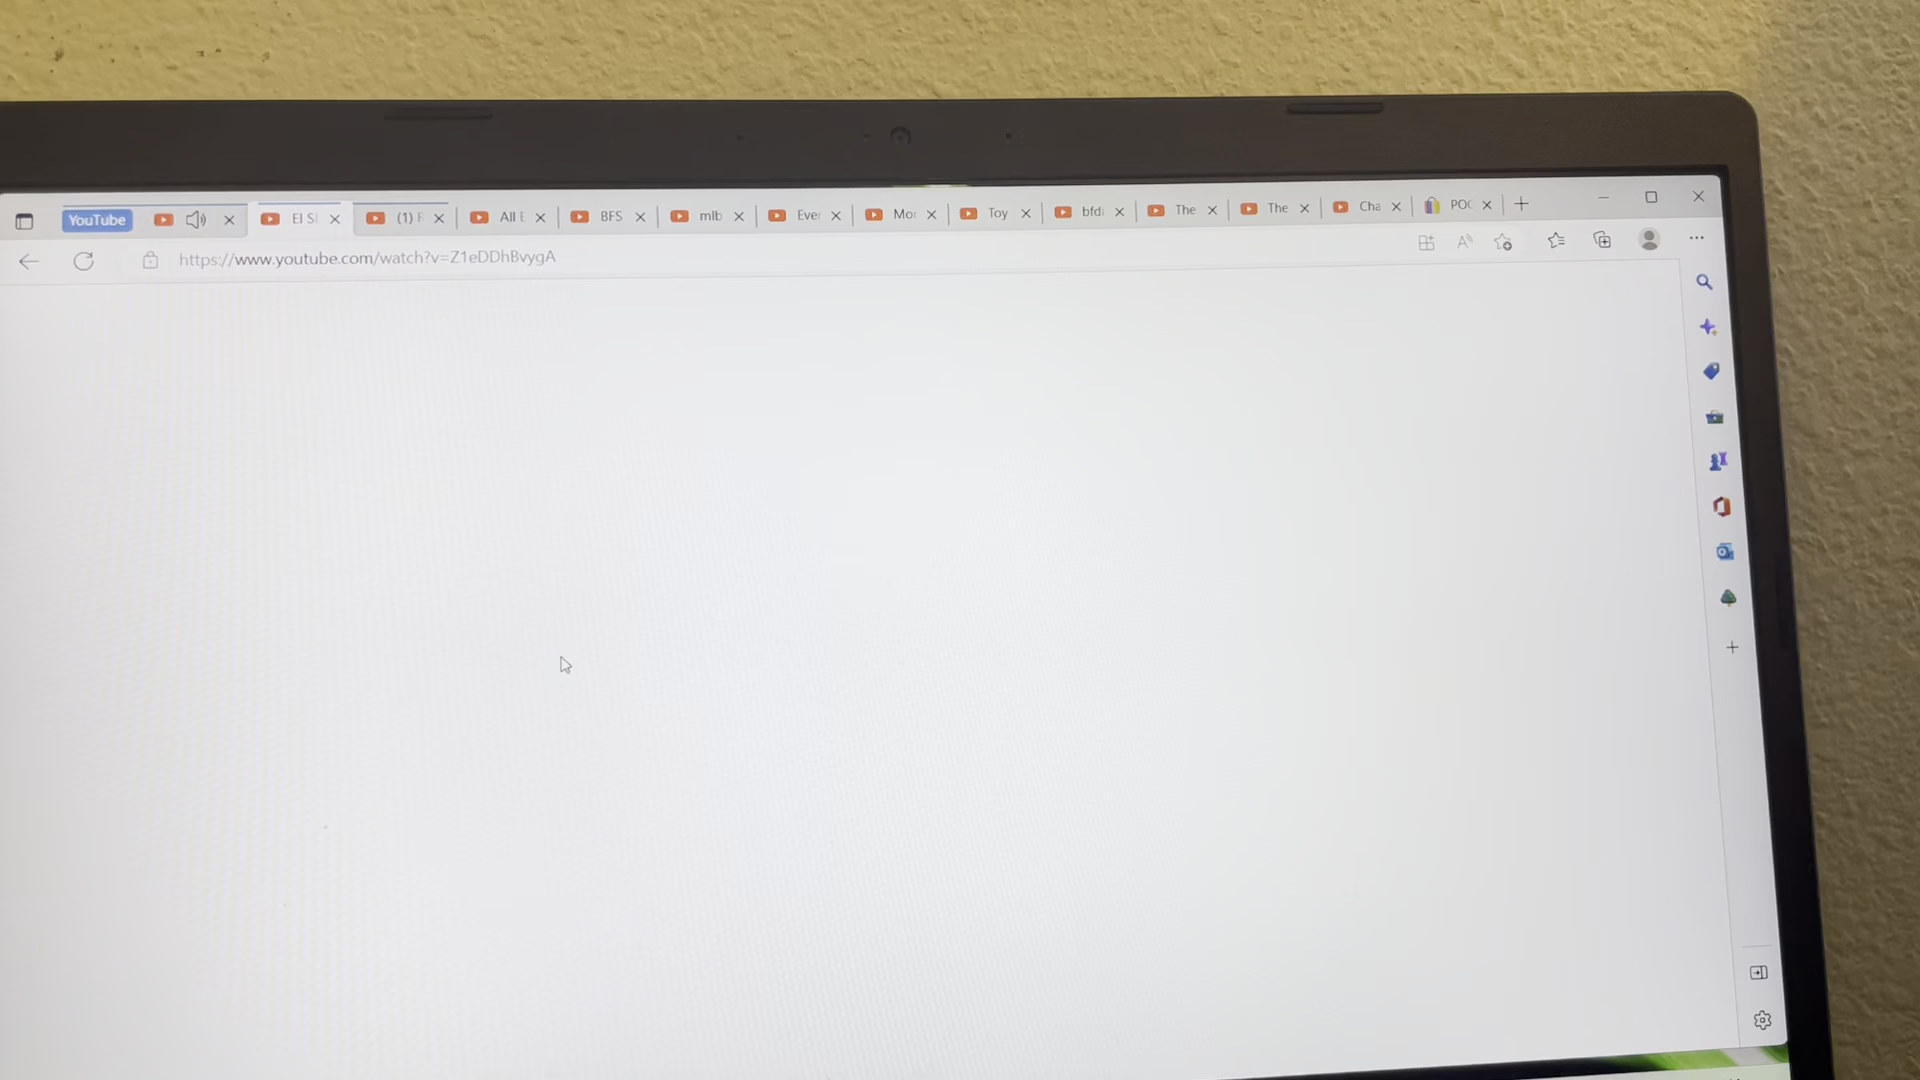 YouTube El S (1) F All E BFS mlb Ever Mor Toy bfdi The The Cha POC
https://www.youtube.com/watch?v=Z1eDDhBvygA